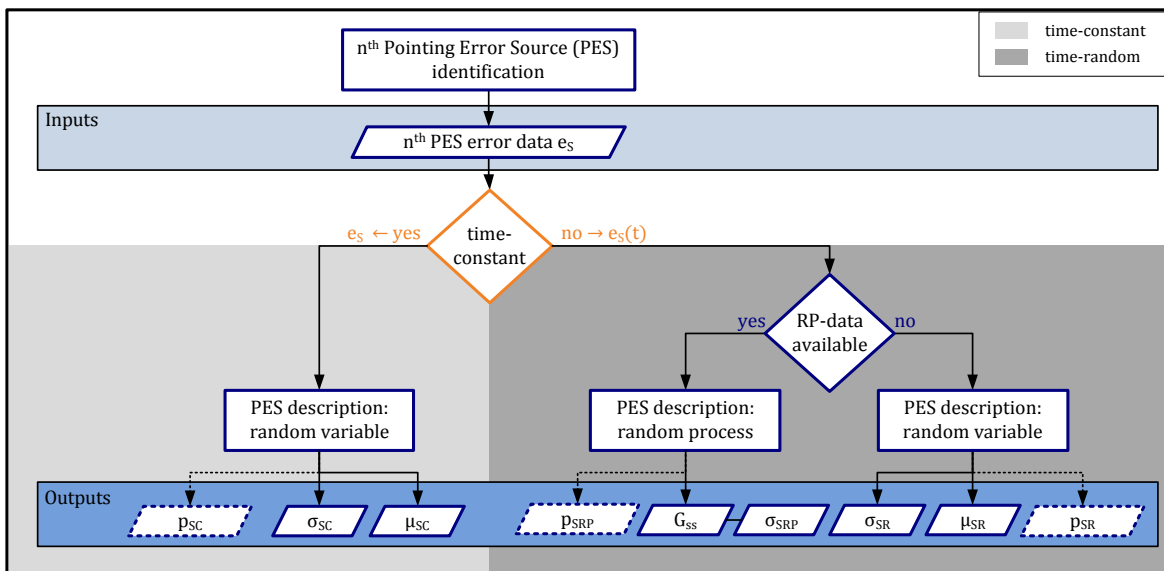 time-constant
time-random
nth Pointing Error Source (PES)
identification
Inputs
nth PES error data eS
eS ← yes
time-
constant
no → eS(t)
yes
RP-data
available
no
PES description:
random variable
PES description:
random process
PES description:
random variable
Outputs
pSC
σSC
μSC
pSRP
Gss
σSRP
σSR
μSR
pSR